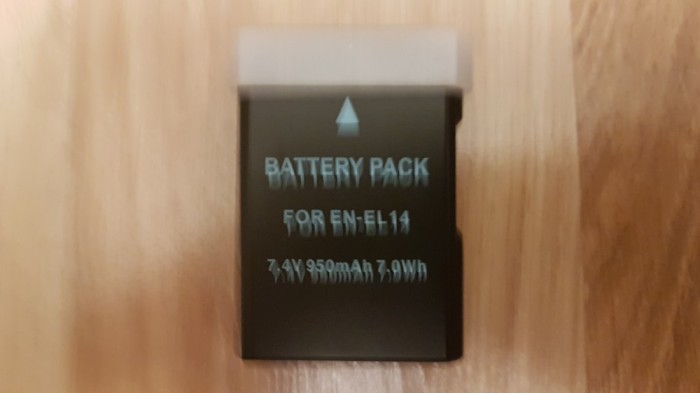 BATTERY PACK
FOR EN-EL14
7.4V 950mAh 7.0Wh